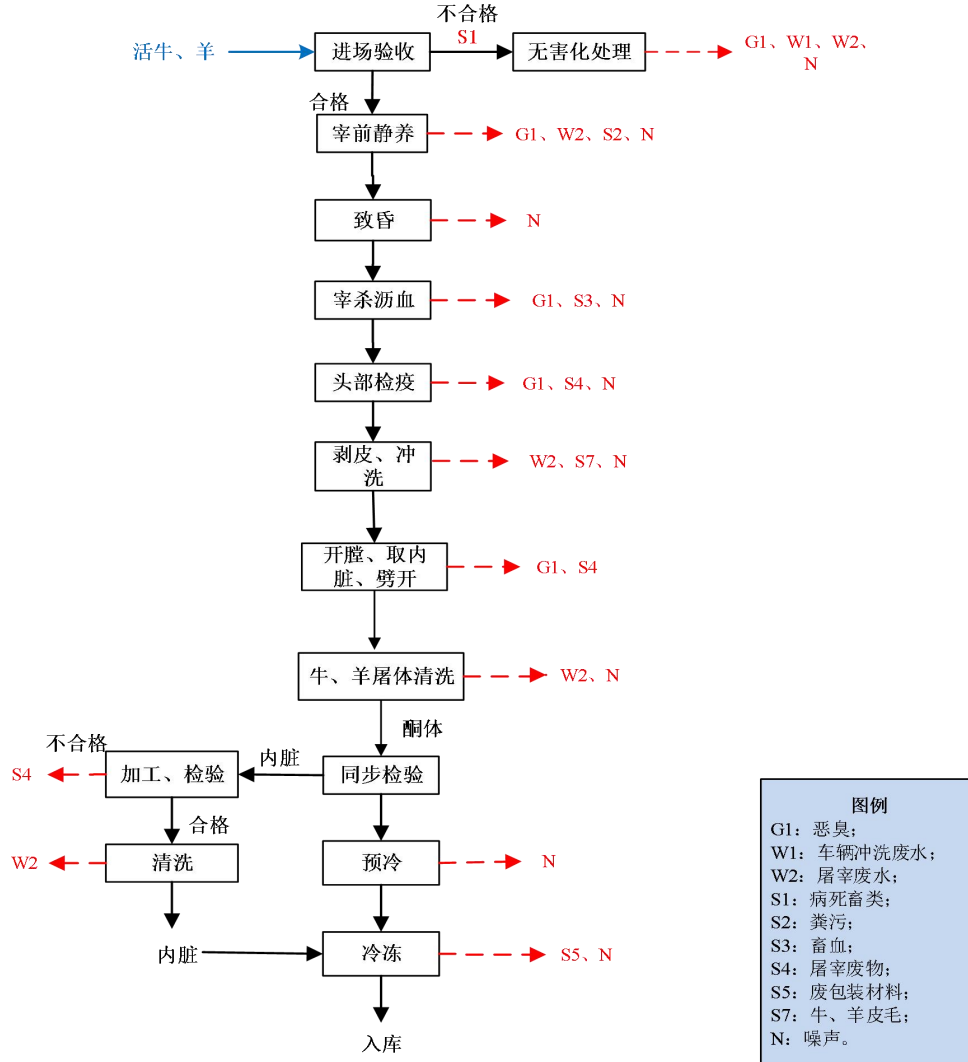 不合格
活牛、羊
进场验收
S1
无害化处理
G1、W1、W2、
N
合格
宰前静养
G1、W2、S2、N
致昏
N
宰杀沥血
G1、S3、N
头部检疫
G1、S4、N
剥皮、冲
洗
W2、S7、N
开膛、取内
脏、劈开
G1、S4
牛、羊屠体清洗
W2、N
酮体
不合格
S4
加工、检验
内脏
同步检验
合格
W2
清洗
预冷
N
内脏
冷冻
S5、N
入库
图例
G1：恶臭；
W1：车辆冲洗废水；
W2：屠宰废水；
S1：病死畜类；
S2：粪污；
S3：畜血；
S4：屠宰废物；
S5：废包装材料；
S7：牛、羊皮毛；
N：噪声。